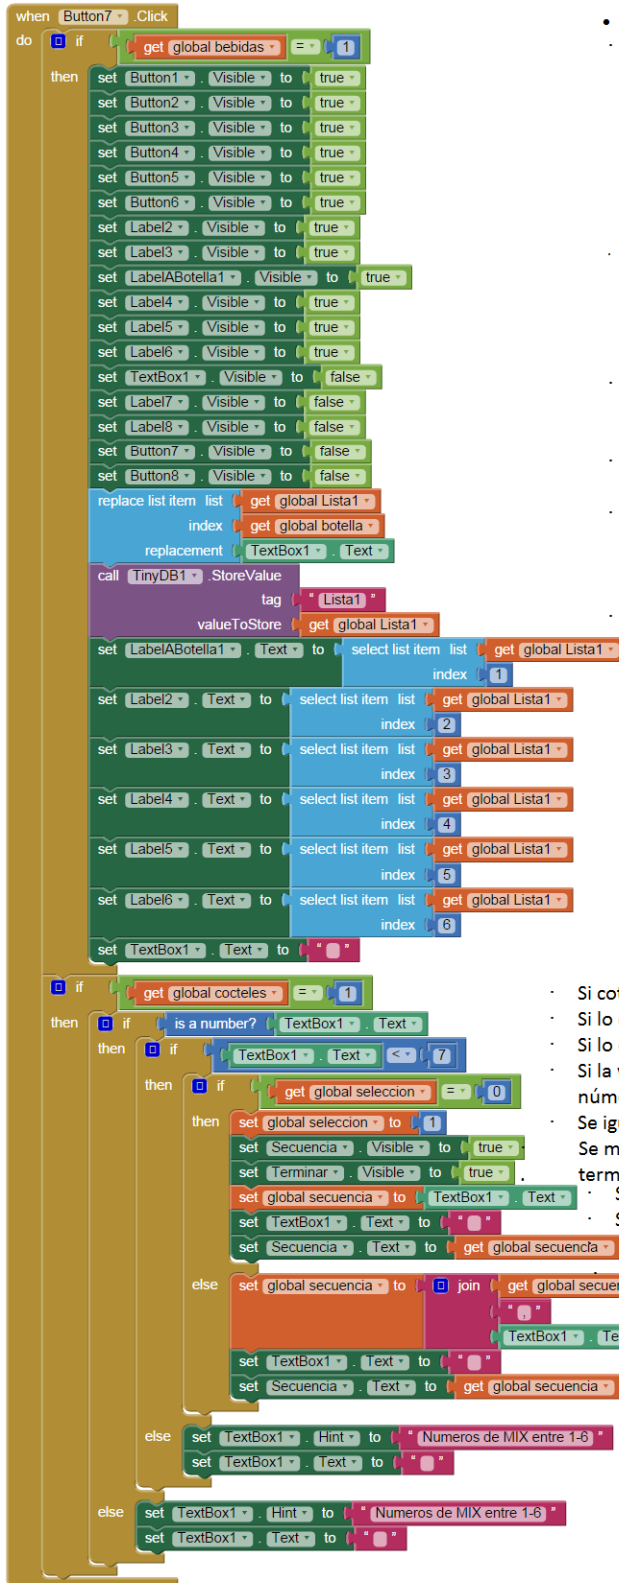 when Button7 .Click
do if get global bebidas = 1
then set Button1 . Visible to true
set Button2 . Visible to true
set Button3 . Visible to true
set Button4 . Visible to true
set Button5 . Visible to true
set Button6 . Visible to true
set Label2 . Visible to true
set Label3 . Visible to true
set LabelABotella1 . Visible to true
set Label4 . Visible to true
set Label5 . Visible to true
set Label6 . Visible to true
set TextBox1 . Visible to false
set Label7 . Visible to false
set Label8 . Visible to false
set Button7 . Visible to false
set Button8 . Visible to false
replace list item list get global Lista1
index get global botella
replacement TextBox1 . Text
call TinyDB1 .StoreValue
tag " Lista1 "
valueToStore get global Lista1
set LabelABotella1 . Text to select list item list get global Lista1
index 1
set Label2 . Text to select list item list get global Lista1
index 2
set Label3 . Text to select list item list get global Lista1
index 3
set Label4 . Text to select list item list get global Lista1
index 4
set Label5 . Text to select list item list get global Lista1
index 5
set Label6 . Text to select list item list get global Lista1
index 6
set TextBox1 . Text to " "
if get global cocteles = 1
· Si
then if is a number? TextBox1 . Text
· Si lo
then if TextBox1 . Text < 7
· Si lo
then if get global seleccion = 0
· Si la
then set global seleccion to 1
· Se
set Secuencia . Visible to true
Se
set Terminar . Visible to true
set global secuencia to TextBox1 . Text
set TextBox1 . Text to " "
set Secuencia . Text to get global secuencia
else set global secuencia to join get global
" , "
TextBox1 .
set TextBox1 . Text to " "
set Secuencia . Text to get global secuencia
else set TextBox1 . Hint to " Numeros de MIX entre 1-6 "
set TextBox1 . Text to " "
else set TextBox1 . Hint to " Numeros de MIX entre 1-6 "
set TextBox1 . Text to " "